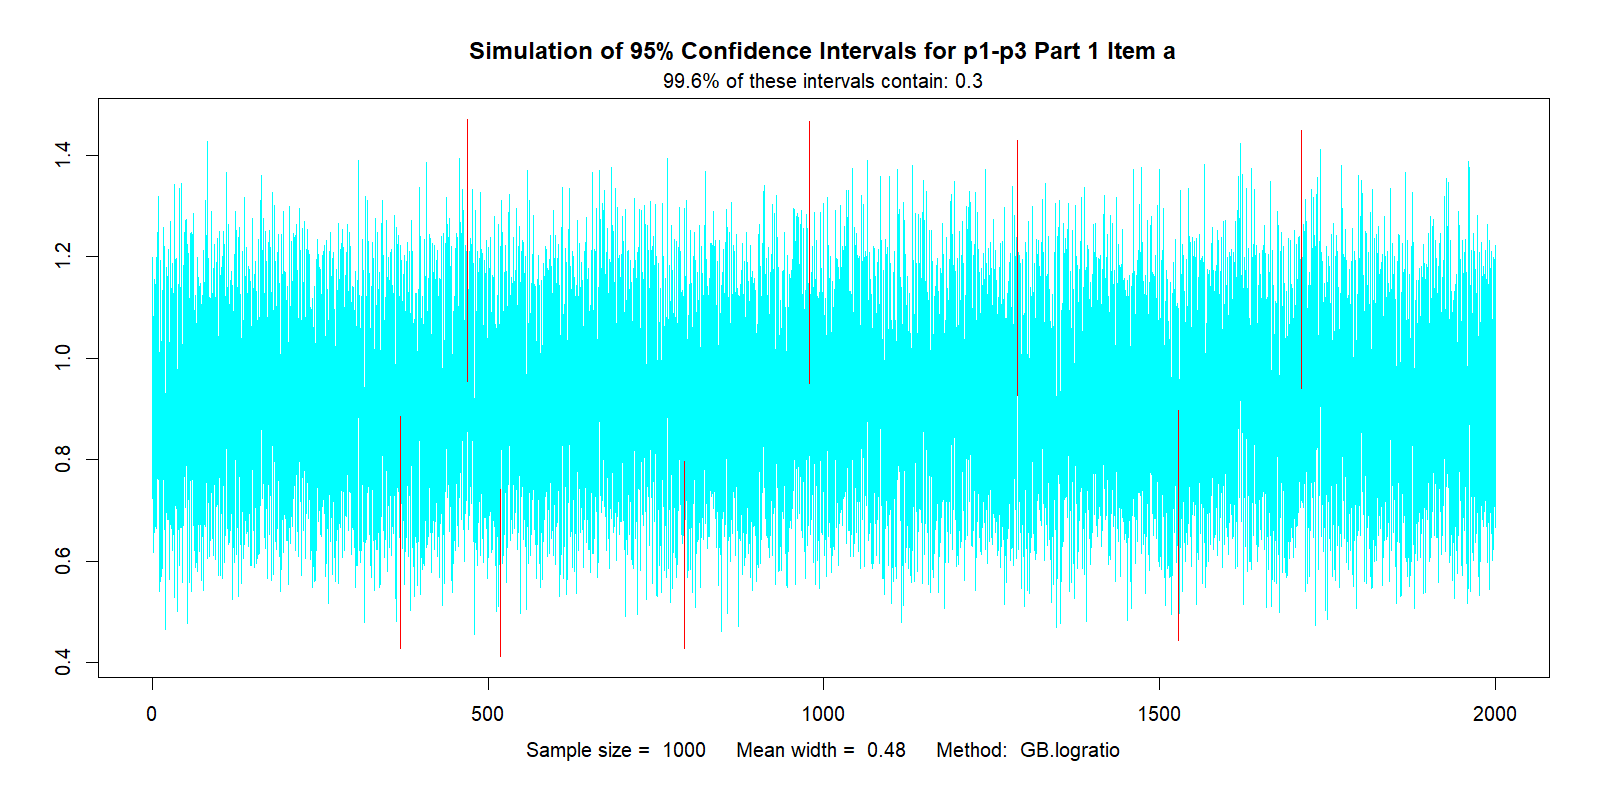 Simulation of 95% Confidence Intervals for p1-p3 Part 1 Item a
99.6% of these intervals contain: 0.3
1.4
1.2
1.0
0.8
0.6
0.4
0 500 1000 1500 2000
Sample size = 1000 Mean width = 0.48 Method: GB.logratio